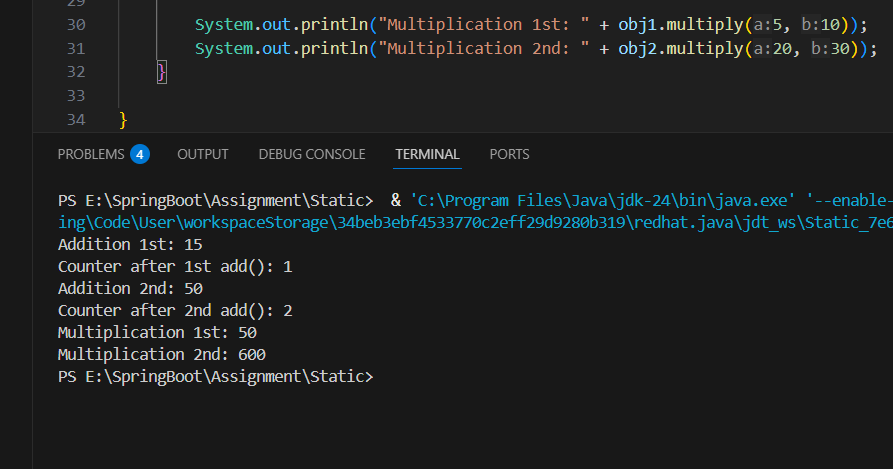 29
30 System.out.println("Multiplication 1st: " + obj1.multiply(a:5, b:10));
31 System.out.println("Multiplication 2nd: " + obj2.multiply(a:20, b:30));
32 }
33
34 }
PROBLEMS 4 OUTPUT DEBUG CONSOLE TERMINAL PORTS
PS E:\SpringBoot\Assignment\Static> & 'C:\Program Files\Java\jdk-24\bin\java.exe' '--enable-
ing\Code\User\workspaceStorage\34beb3ebf4533770c2eff29d9280b319\redhat.java\jdt_ws\Static_7e6
Addition 1st: 15
Counter after 1st add(): 1
Addition 2nd: 50
Counter after 2nd add(): 2
Multiplication 1st: 50
Multiplication 2nd: 600
PS E:\SpringBoot\Assignment\Static>